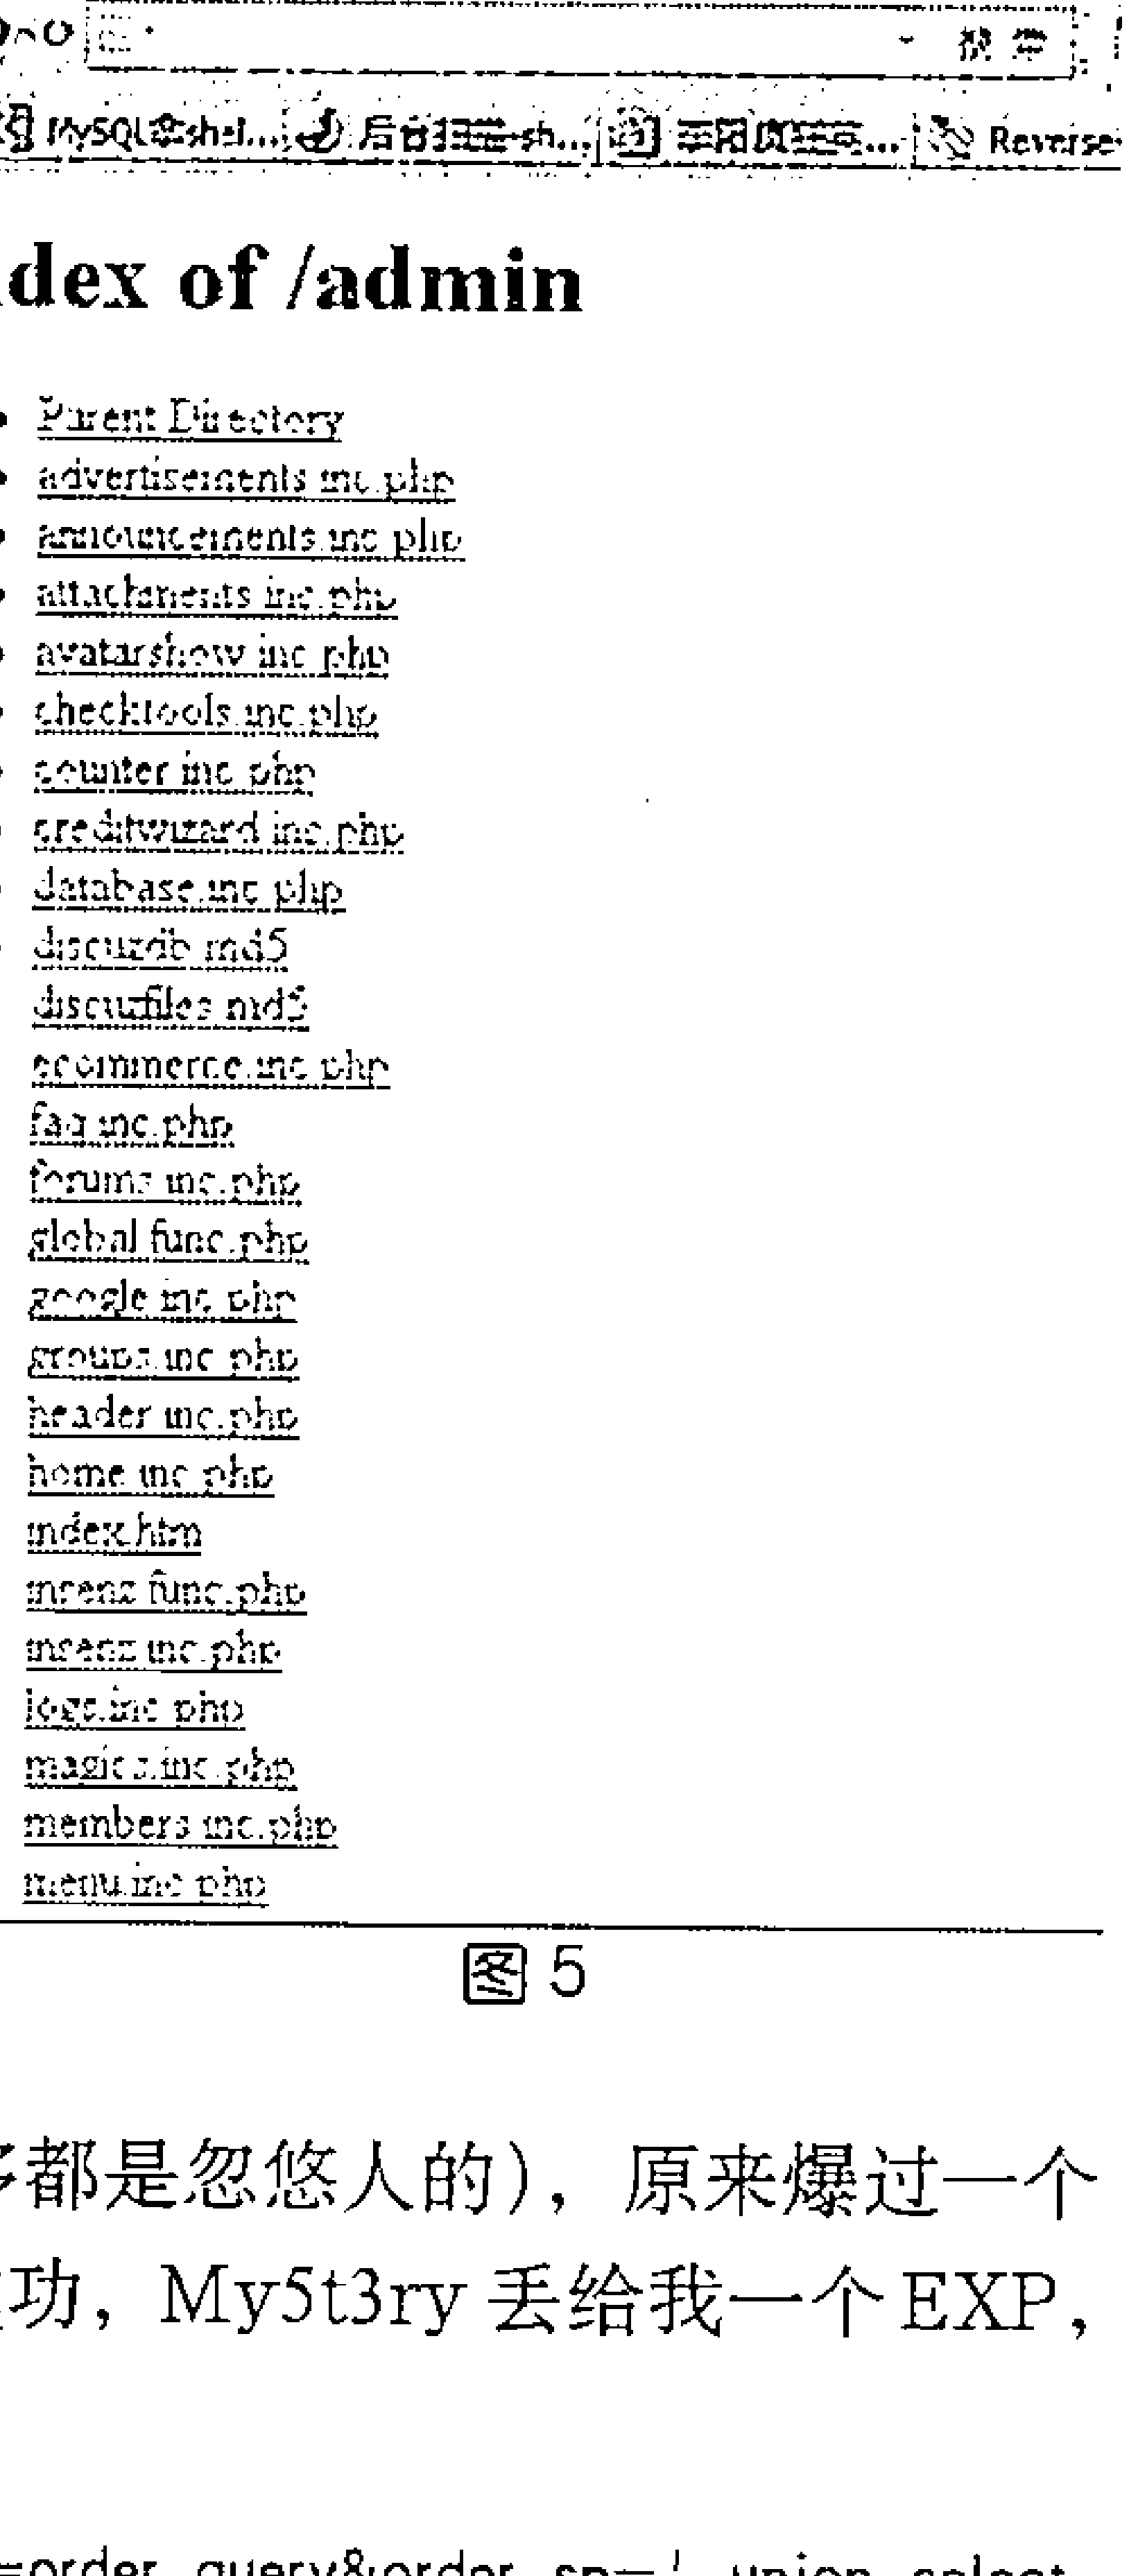 Index of /admin
Parent Directory
advertisements.inc.php
announcements.inc.php
attachments.inc.php
avatarshow.inc.php
checktools.inc.php
counter.inc.php
creditwizard.inc.php
database.inc.php
discuzdb.md5
discuzfiles.md5
ecommerce.inc.php
faq.inc.php
forums.inc.php
global.func.php
google.inc.php
groups.inc.php
header.inc.php
home.inc.php
index.htm
insenz.func.php
insenz.inc.php
logs.inc.php
magics.inc.php
members.inc.php
menu.inc.php
图 5
都是忽悠人的），原来爆过一个
功，My5t3ry 丢给我一个 EXP，
=order_query&order_sn=' union select